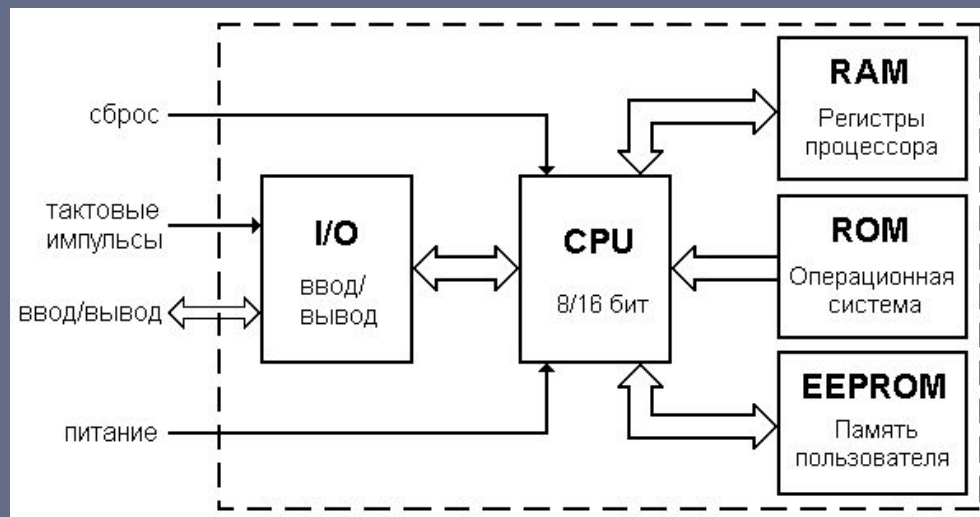 сброс
тактовые
импульсы
ввод/вывод
питание
I/O
ввод/
вывод
CPU
8/16 бит
RAM
Регистры
процессора
ROM
Операционная
система
EEPROM
Память
пользователя